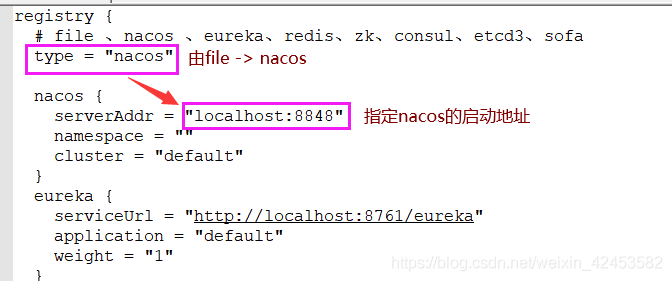 registry {
# file 、nacos 、eureka、redis、zk、consul、etcd3、sofa
type = "nacos" 由file -> nacos
nacos {
serverAddr = "localhost:8848" 指定nacos的启动地址
namespace = ""
cluster = "default"
}
eureka {
serviceUrl = "http://localhost:8761/eureka"
application = "default"
weight = "1"
}
https://blog.csdn.net/weixin_42453582